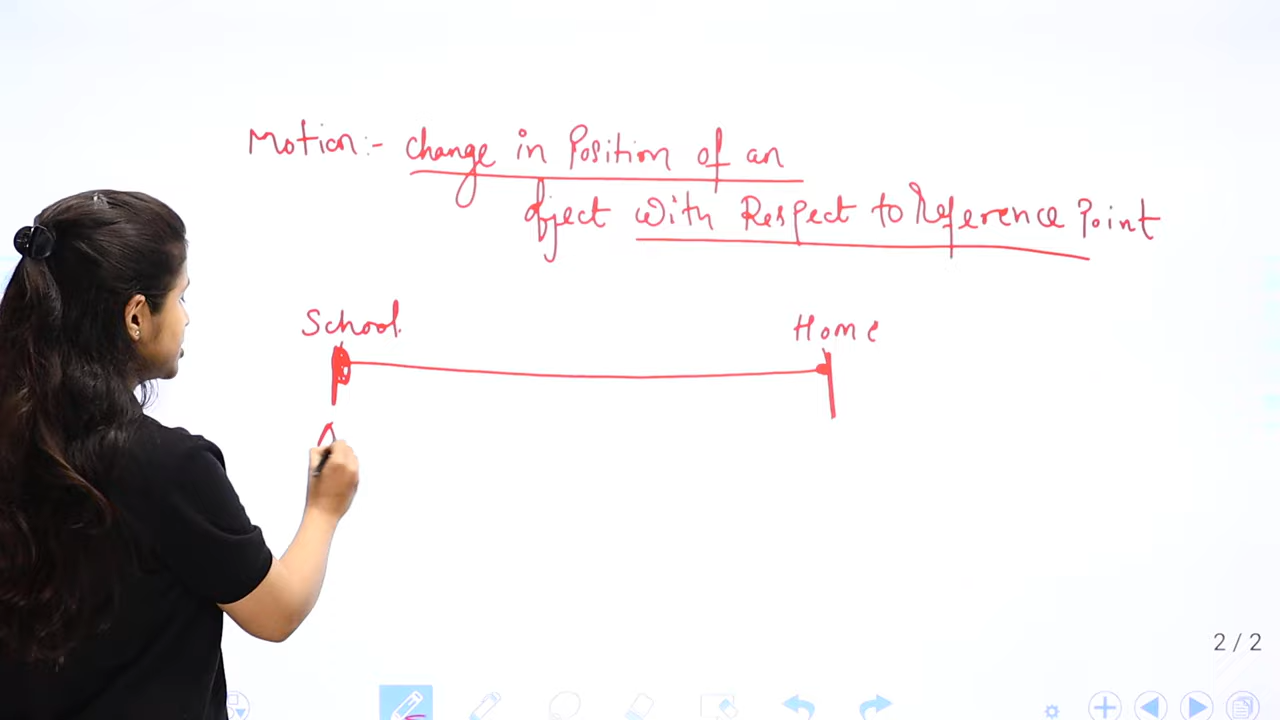 Motion:- Change in Position of an
object with Respect to Reference Point
School Home
A
2 / 2